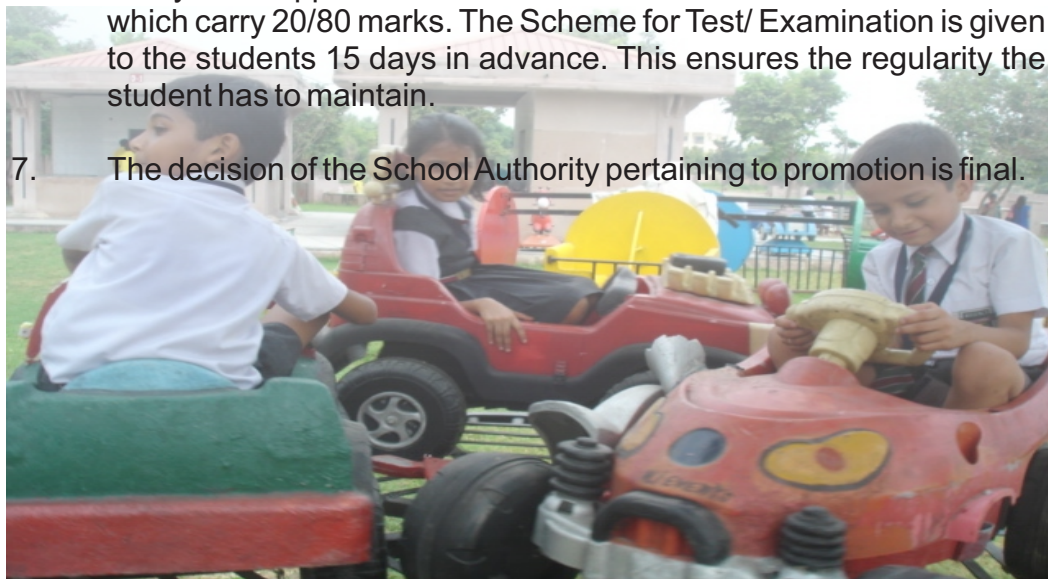 which carry 20/80 marks. The Scheme for Test/ Examination is given
to the students 15 days in advance. This ensures the regularity the
student has to maintain.
7. The decision of the School Authority pertaining to promotion is final.